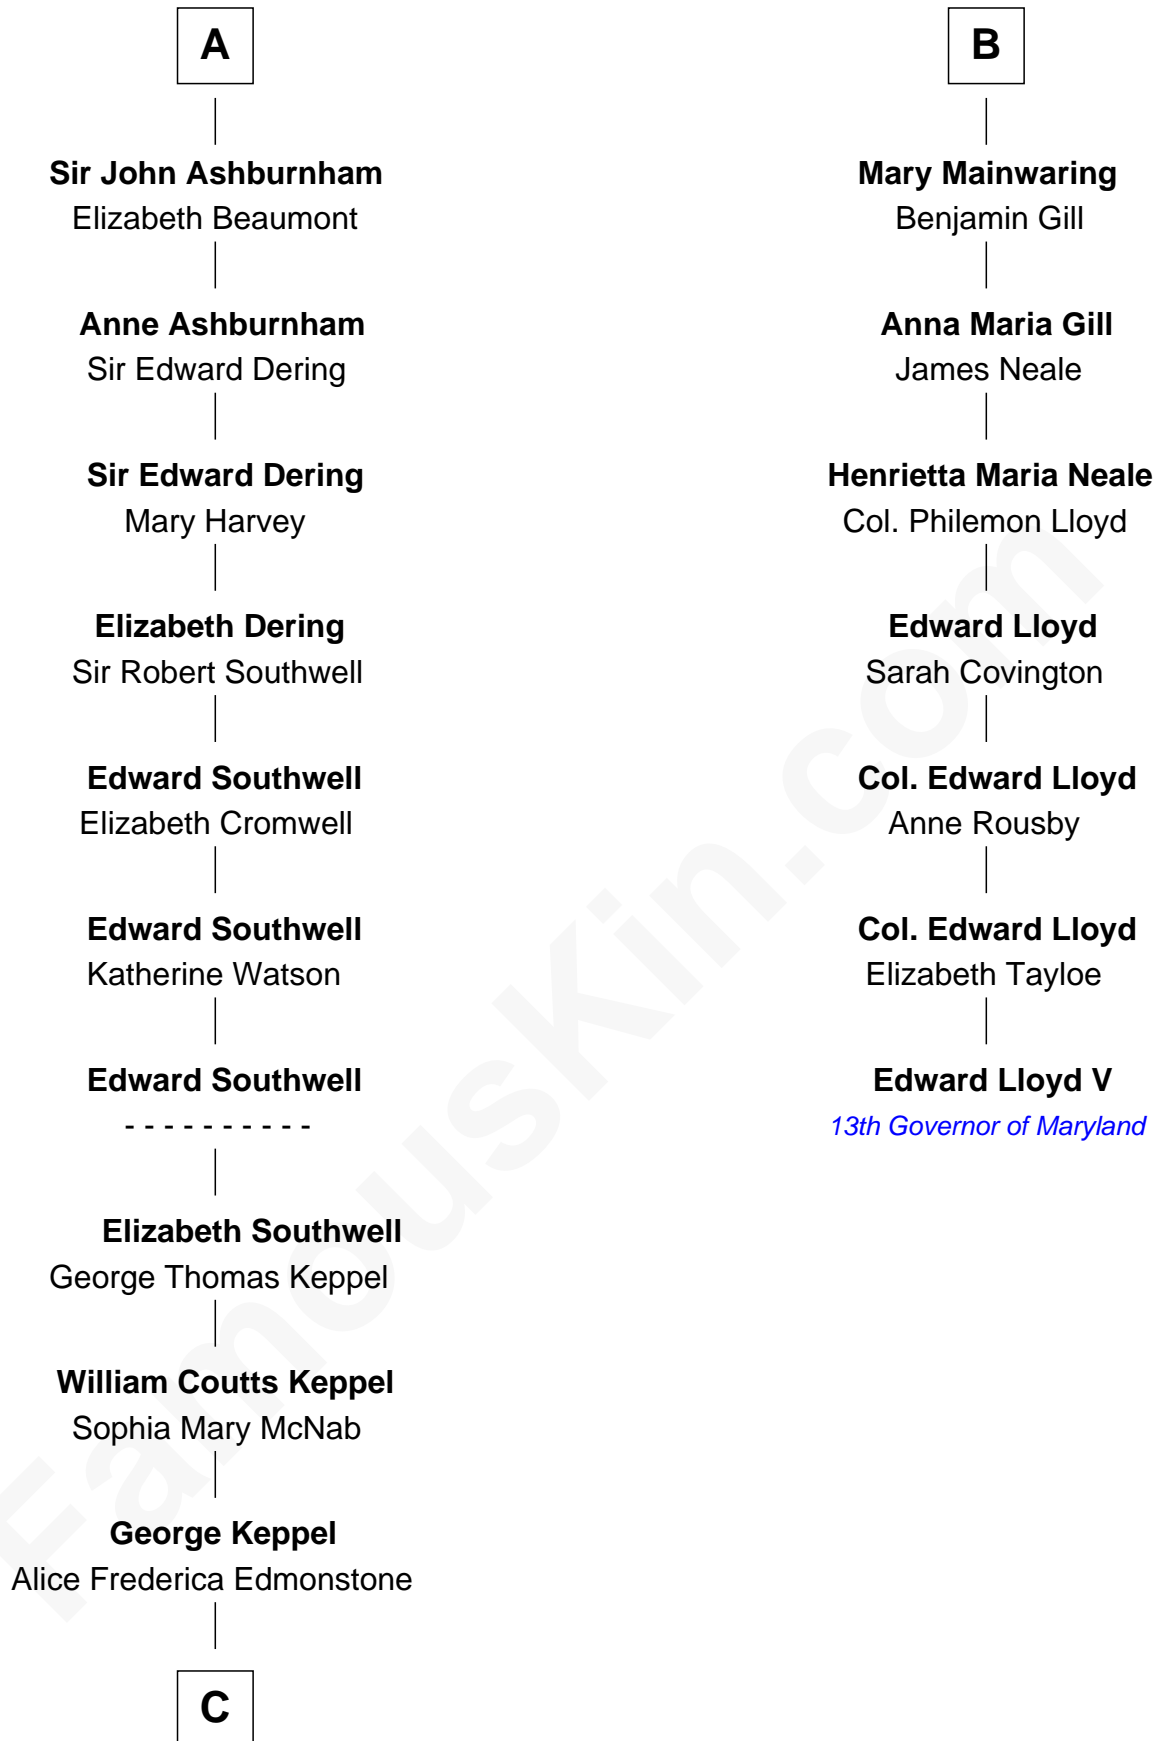 A
Sir John Ashburnham
Elizabeth Beaumont
Anne Ashburnham
Sir Edward Dering
Sir Edward Dering
Mary Harvey
Elizabeth Dering
Sir Robert Southwell
Edward Southwell
Elizabeth Cromwell
Edward Southwell
Katherine Watson
Edward Southwell
- - - - - - - - - -
Elizabeth Southwell
George Thomas Keppel
William Coutts Keppel
Sophia Mary McNab
George Keppel
Alice Frederica Edmonstone
C
B
Mary Mainwaring
Benjamin Gill
Anna Maria Gill
James Neale
Henrietta Maria Neale
Col. Philemon Lloyd
Edward Lloyd
Sarah Covington
Col. Edward Lloyd
Anne Rousby
Col. Edward Lloyd
Elizabeth Tayloe
Edward Lloyd V
13th Governor of Maryland
FamousKin.com